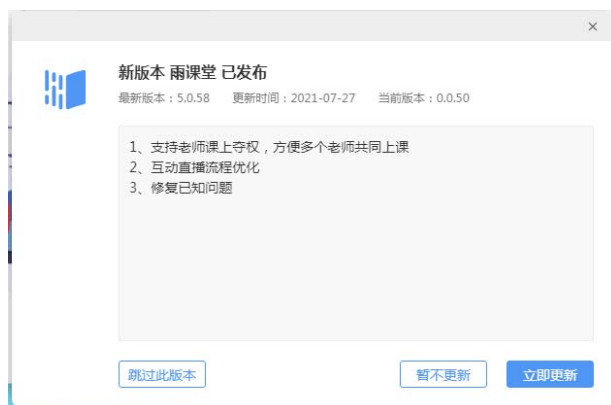 新版本 雨课堂 已发布
最新版本：5.0.58 更新时间：2021-07-27 当前版本：0.0.50
1、支持老师课上夺权，方便多个老师共同上课
2、互动直播流程优化
3、修复已知问题
跳过此版本 暂不更新 立即更新